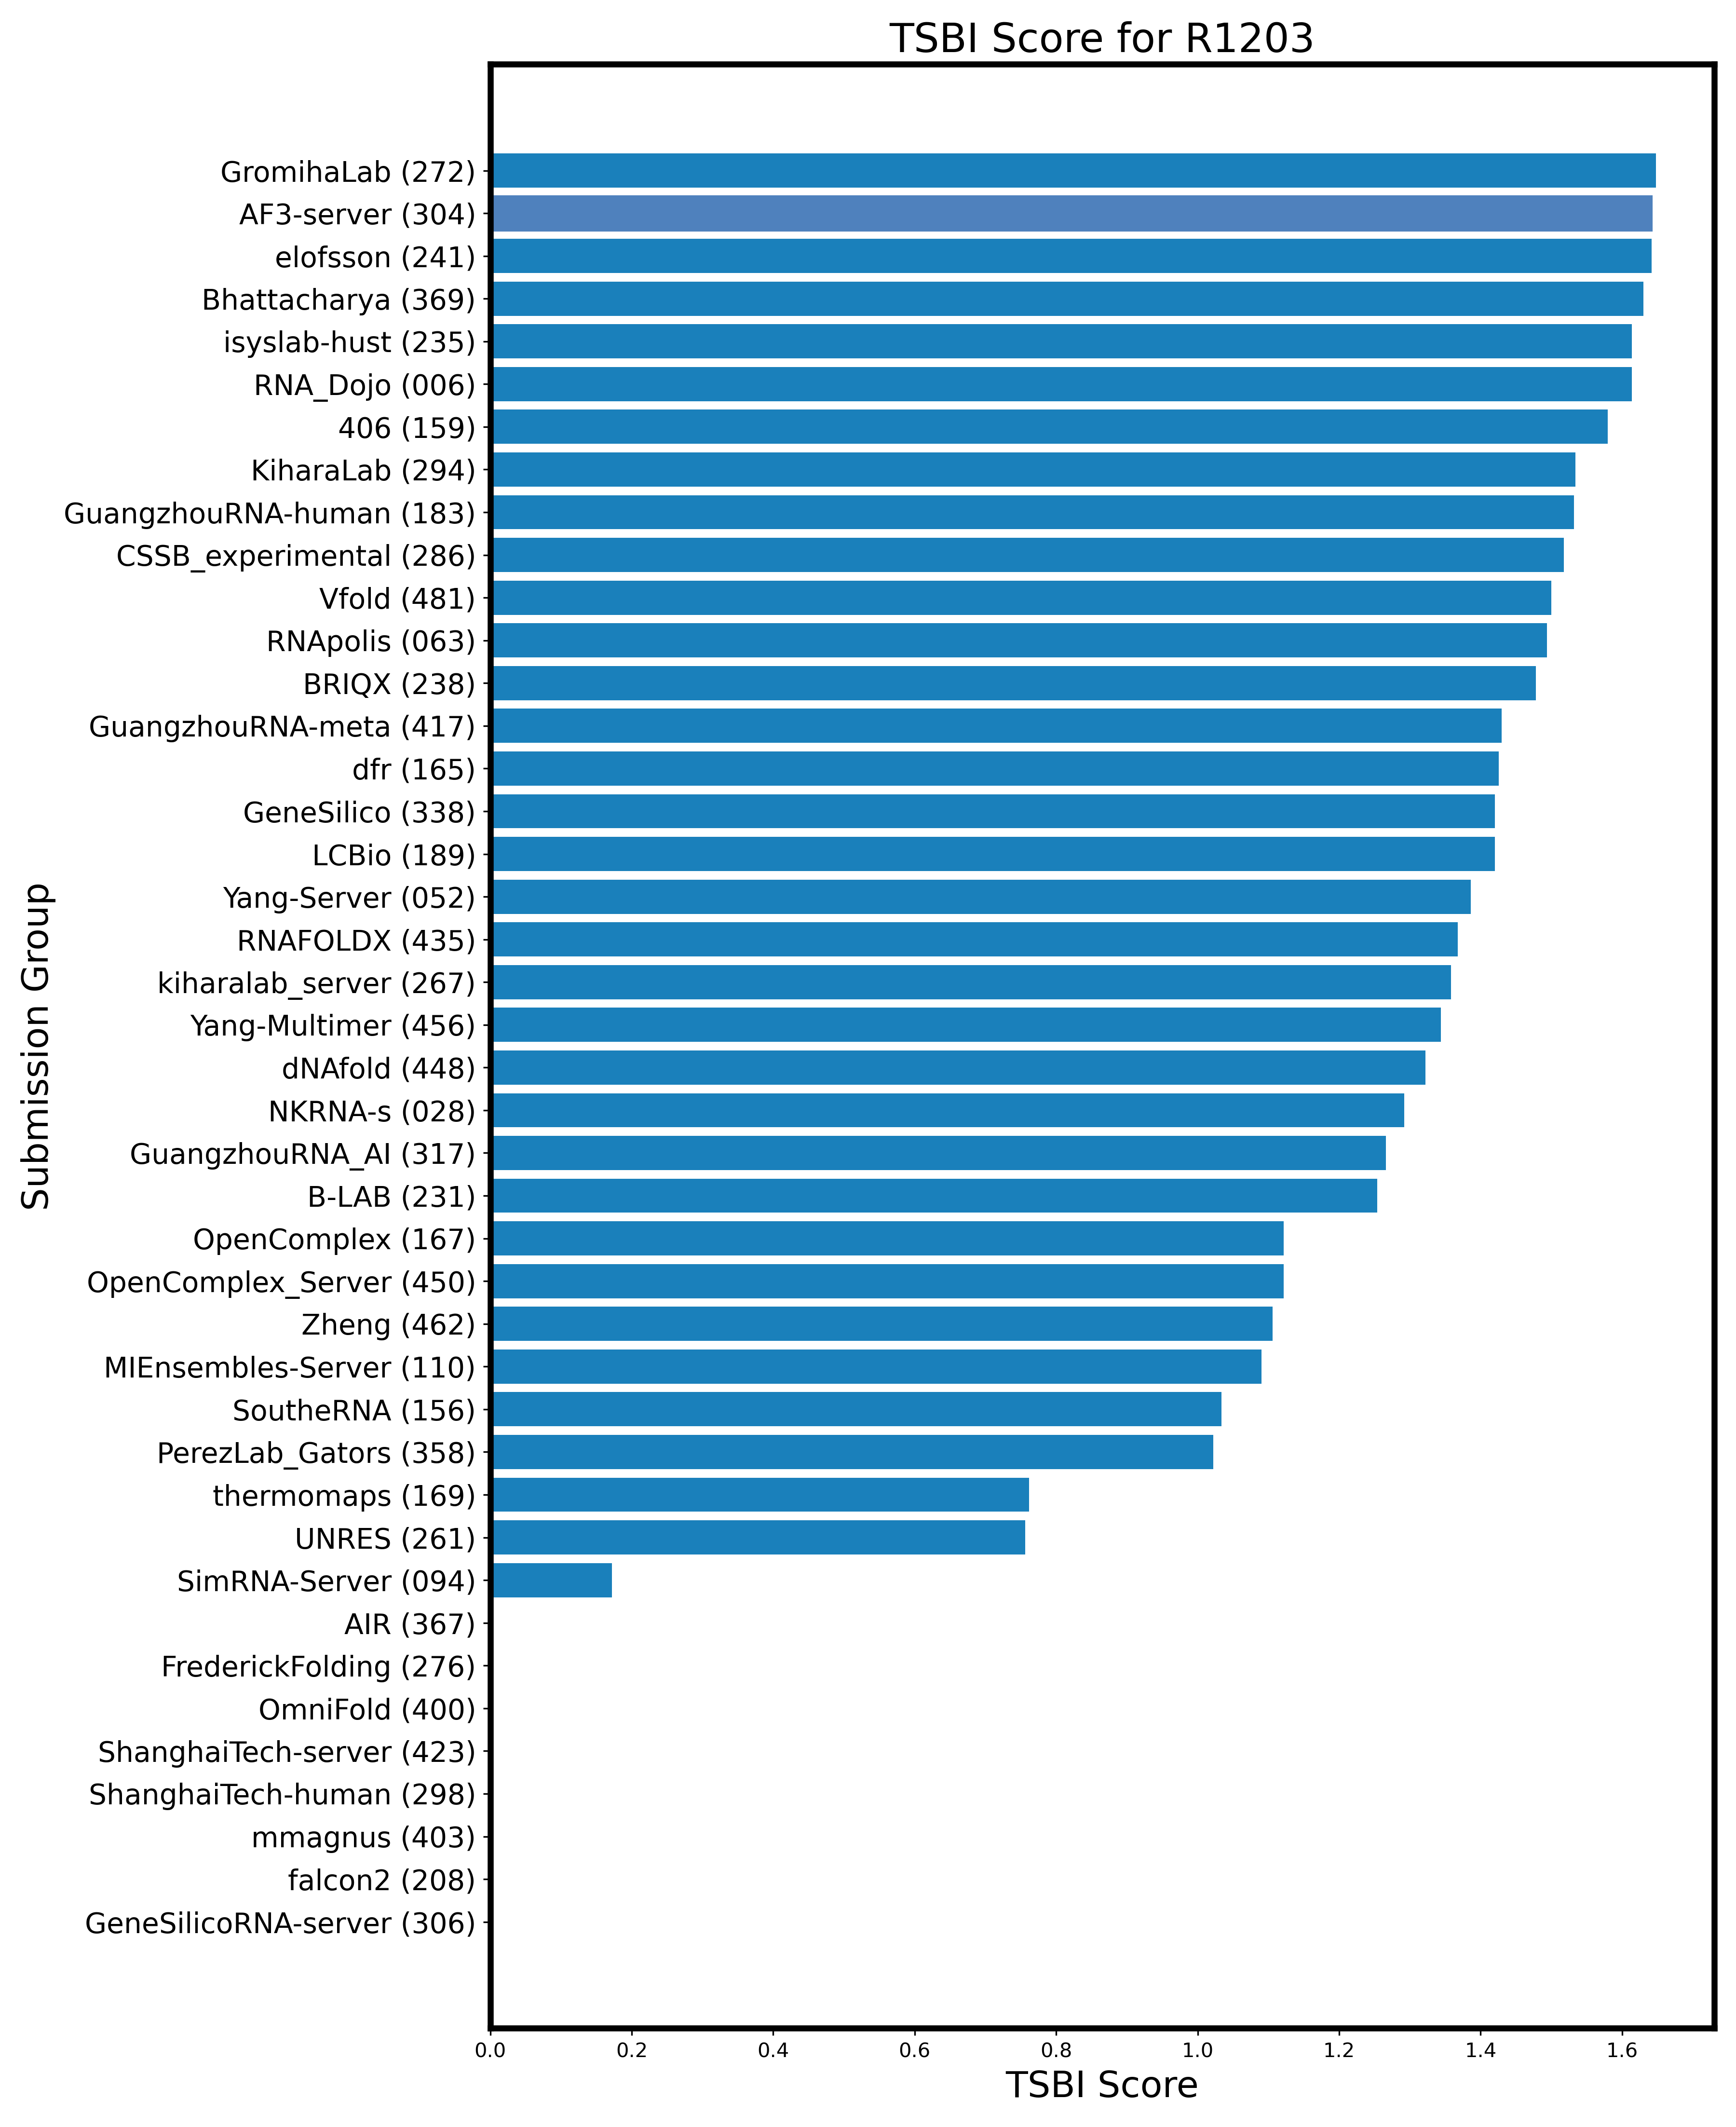 TSBI Score for R1203
Submission Group
GromihaLab (272)
AF3-server (304)
elofsson (241)
Bhattacharya (369)
isyslab-hust (235)
RNA_Dojo (006)
406 (159)
KiharaLab (294)
GuangzhouRNA-human (183)
CSSB_experimental (286)
Vfold (481)
RNApolis (063)
BRIQX (238)
GuangzhouRNA-meta (417)
dfr (165)
GeneSilico (338)
LCBio (189)
Yang-Server (052)
RNAFOLDX (435)
kiharalab_server (267)
Yang-Multimer (456)
dNAfold (448)
NKRNA-s (028)
GuangzhouRNA_AI (317)
B-LAB (231)
OpenComplex (167)
OpenComplex_Server (450)
Zheng (462)
MIEnsembles-Server (110)
SoutheRNA (156)
PerezLab_Gators (358)
thermomaps (169)
UNRES (261)
SimRNA-Server (094)
AIR (367)
FrederickFolding (276)
OmniFold (400)
ShanghaiTech-server (423)
ShanghaiTech-human (298)
mmagnus (403)
falcon2 (208)
GeneSilicoRNA-server (306)
0.0 0.2 0.4 0.6 0.8 1.0 1.2 1.4 1.6
TSBI Score